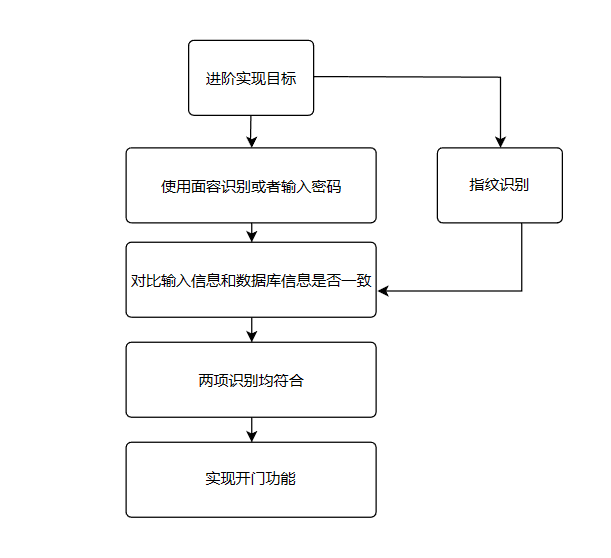 进阶实现目标
使用面容识别或者输入密码
指纹识别
对比输入信息和数据库信息是否一致
两项识别均符合
实现开门功能